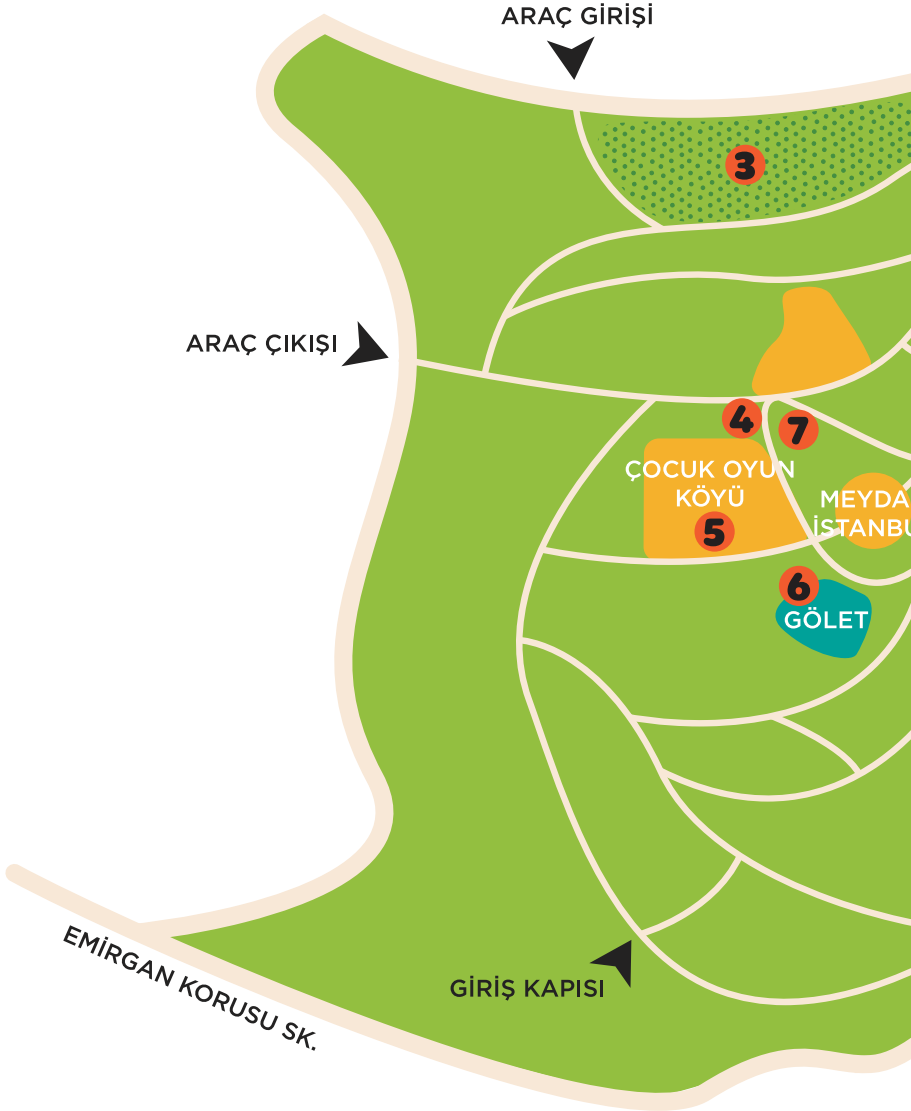 ARAÇ GİRİŞİ
3
ARAÇ ÇIKIŞI
4
7
ÇOCUK OYUN
KÖYÜ
5
MEYDA
İSTANBU
6
GÖLET
GİRİŞ KAPISI
EMİRGAN KORUSU SK.